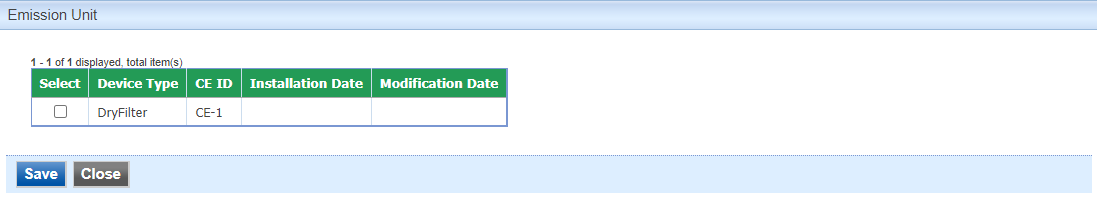 Emission Unit
1 - 1 of 1 displayed, total item(s)
Select Device Type CE ID Installation Date Modification Date
DryFilter CE-1
Save Close